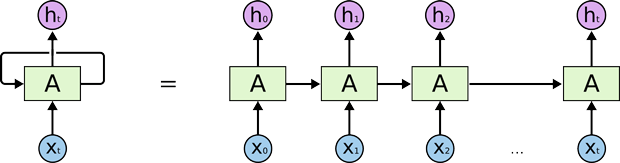 hₜ h₀ h₁ h₂ hₜ
A = A A A A
xₜ x₀ x₁ x₂ ... xₜ